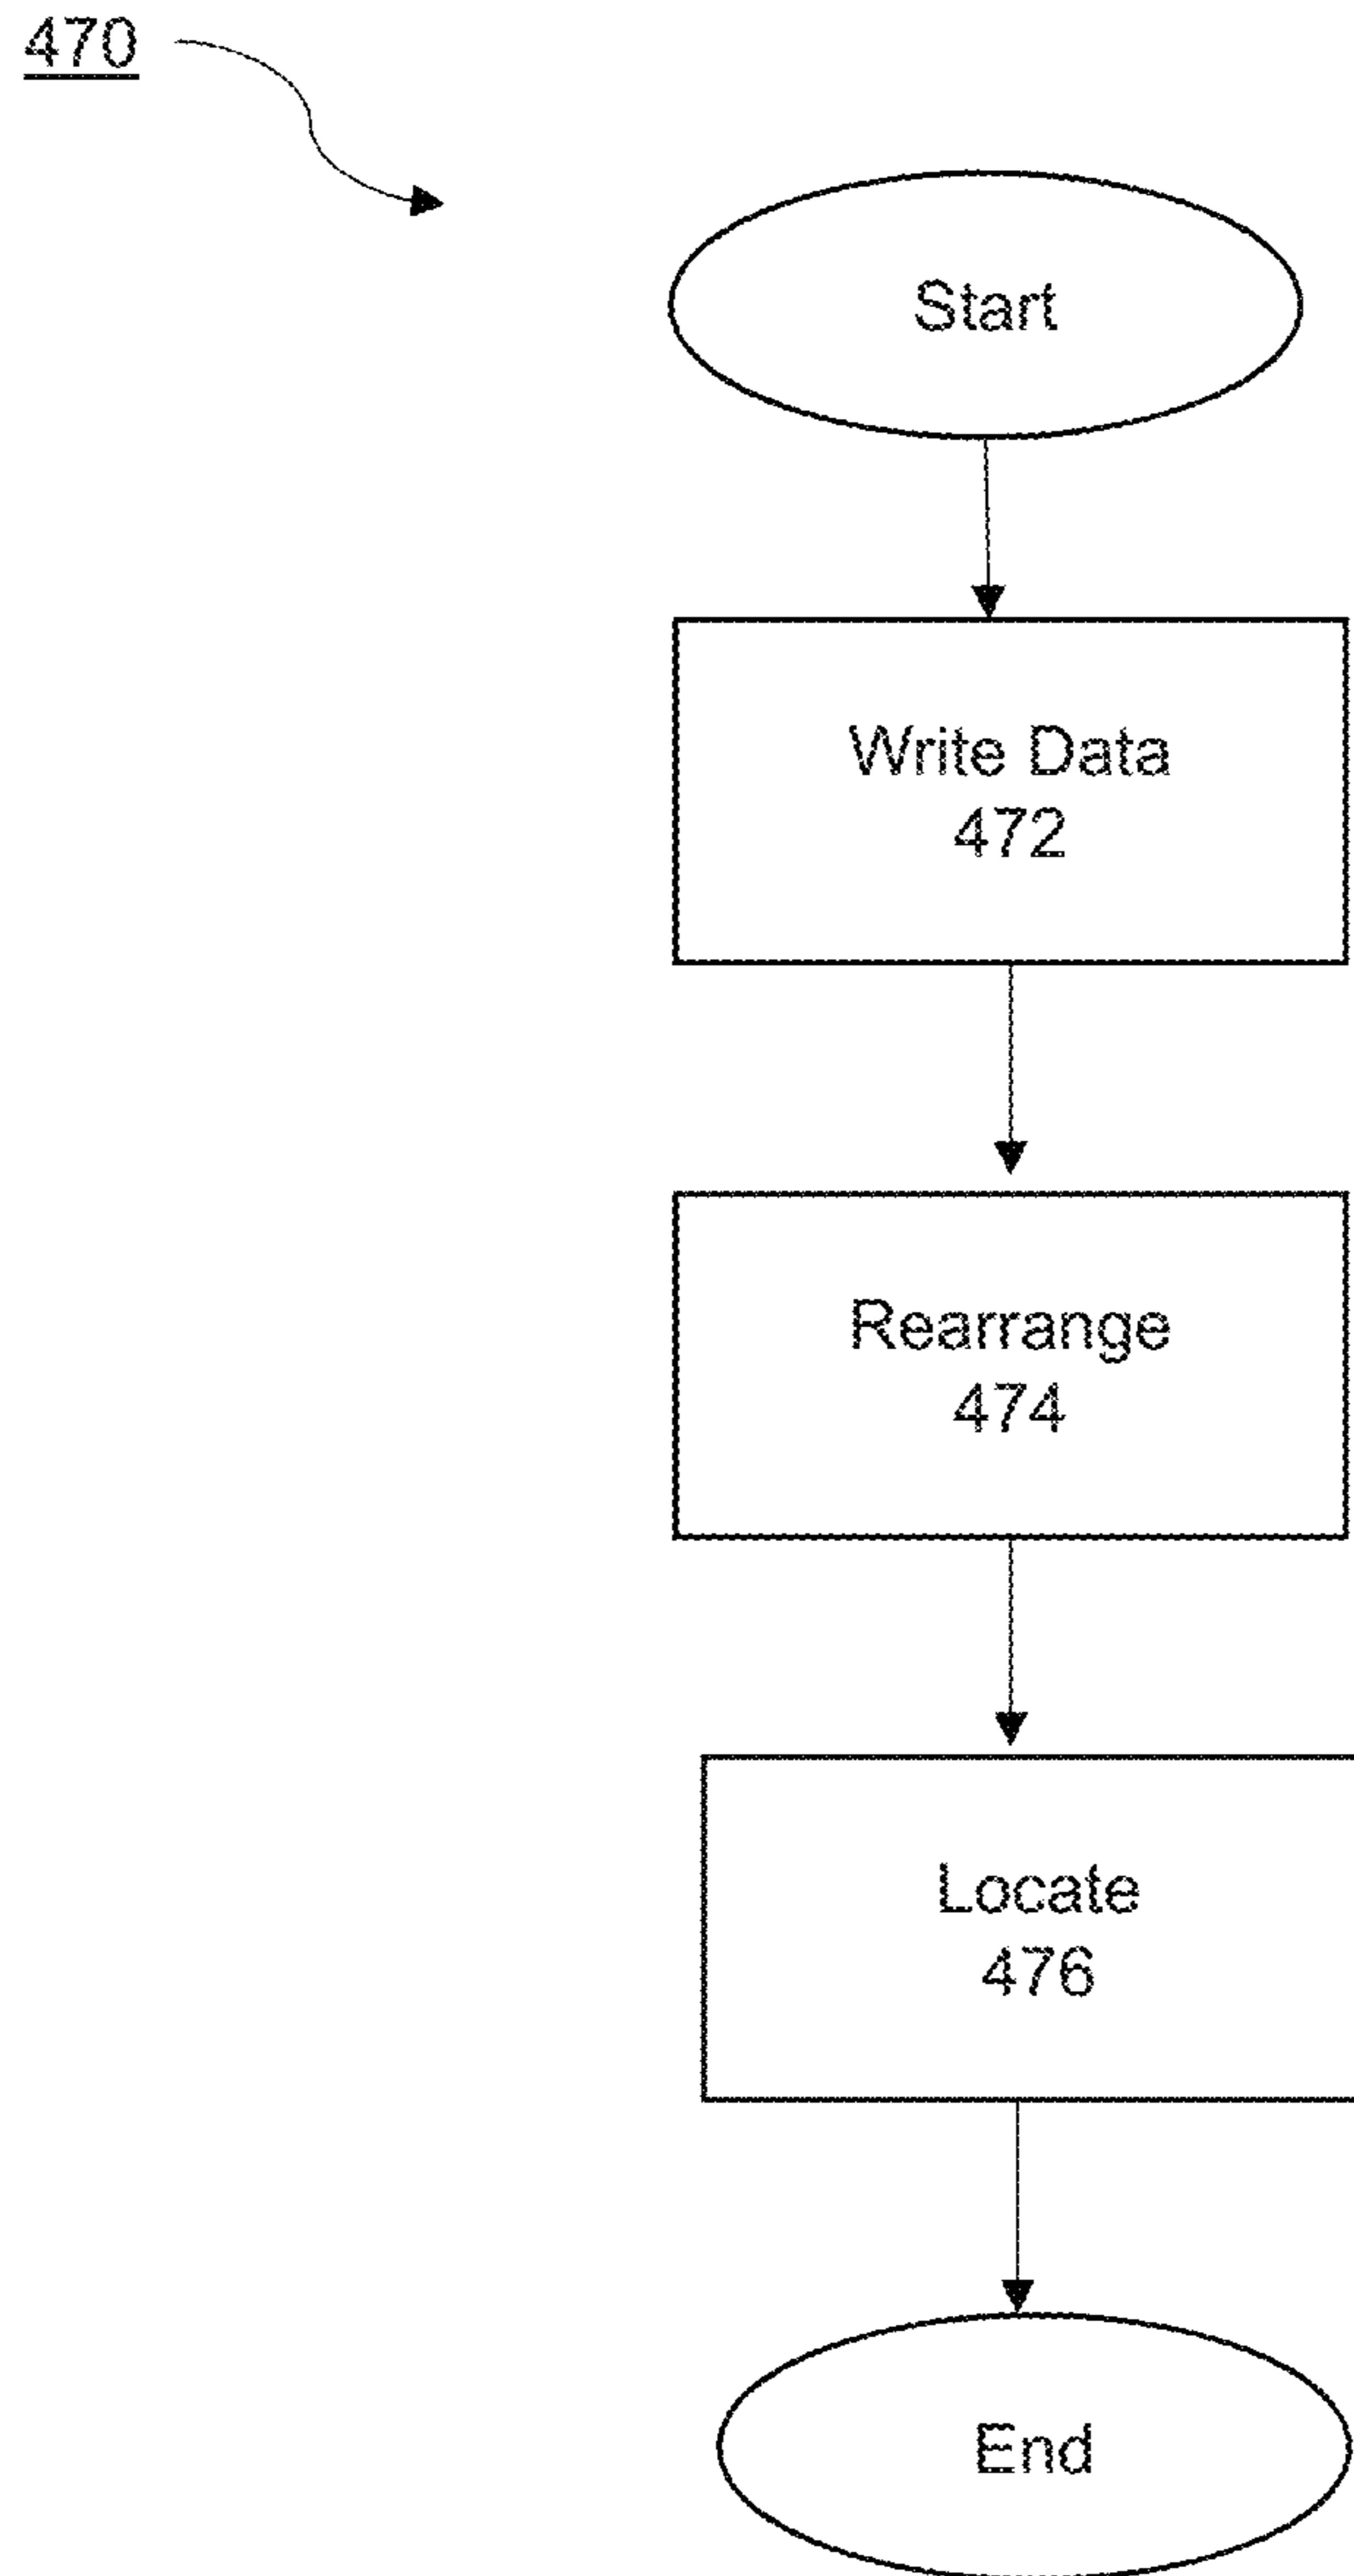 470
Start
Write Data
472
Rearrange
474
Locate
476
End